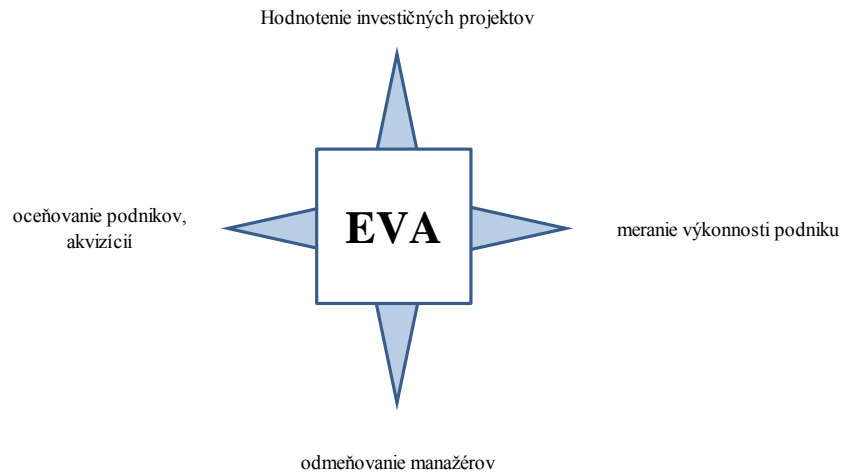 Hodnotenie investičných projektov
oceňovanie podnikov,
akvizícií
EVA
meranie výkonnosti podniku
odmeňovanie manažérov